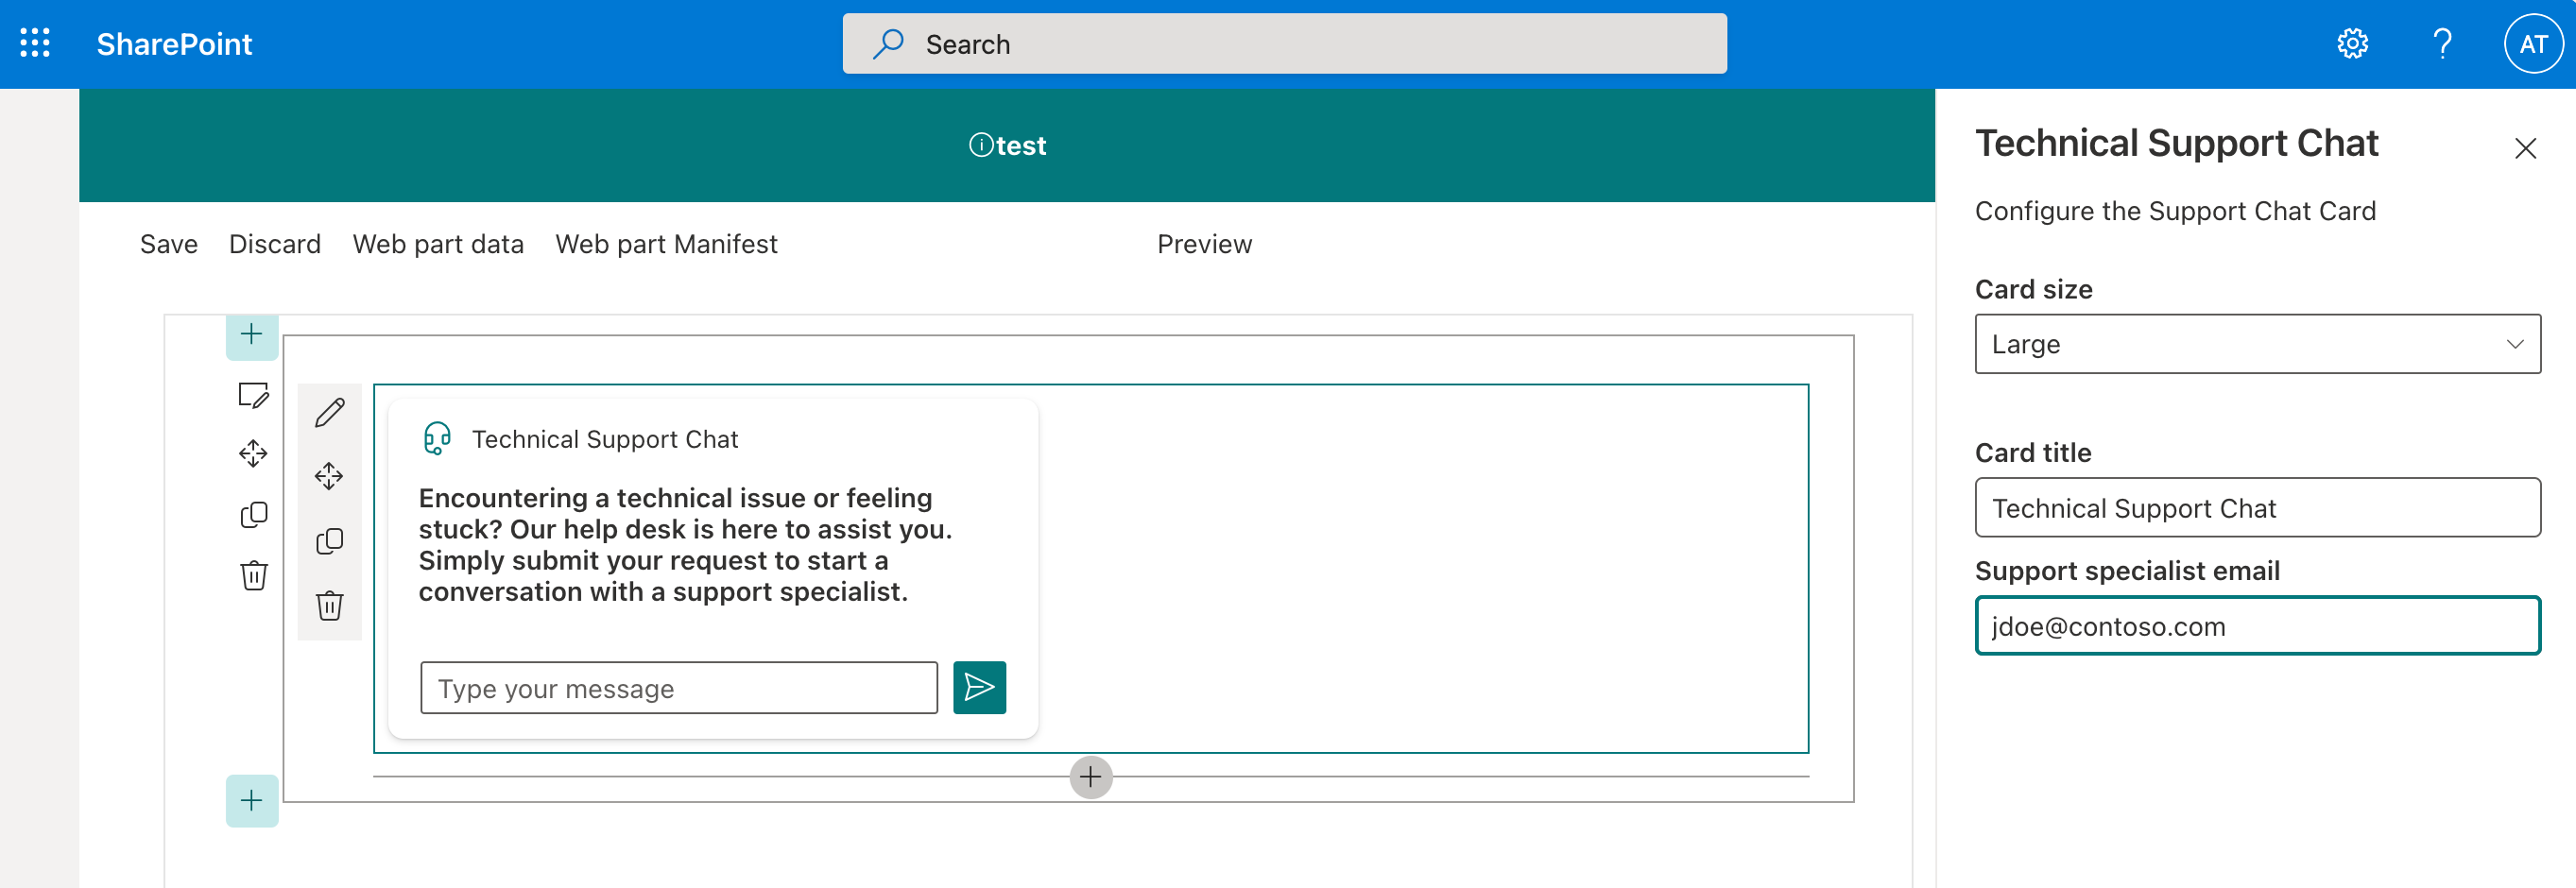 SharePoint
Search
AT
test
Save Discard Web part data Web part Manifest Preview
Technical Support Chat
Encountering a technical issue or feeling
stuck? Our help desk is here to assist you.
Simply submit your request to start a
conversation with a support specialist.
Type your message
Technical Support Chat
Configure the Support Chat Card
Card size
Large
Card title
Technical Support Chat
Support specialist email
jdoe@contoso.com